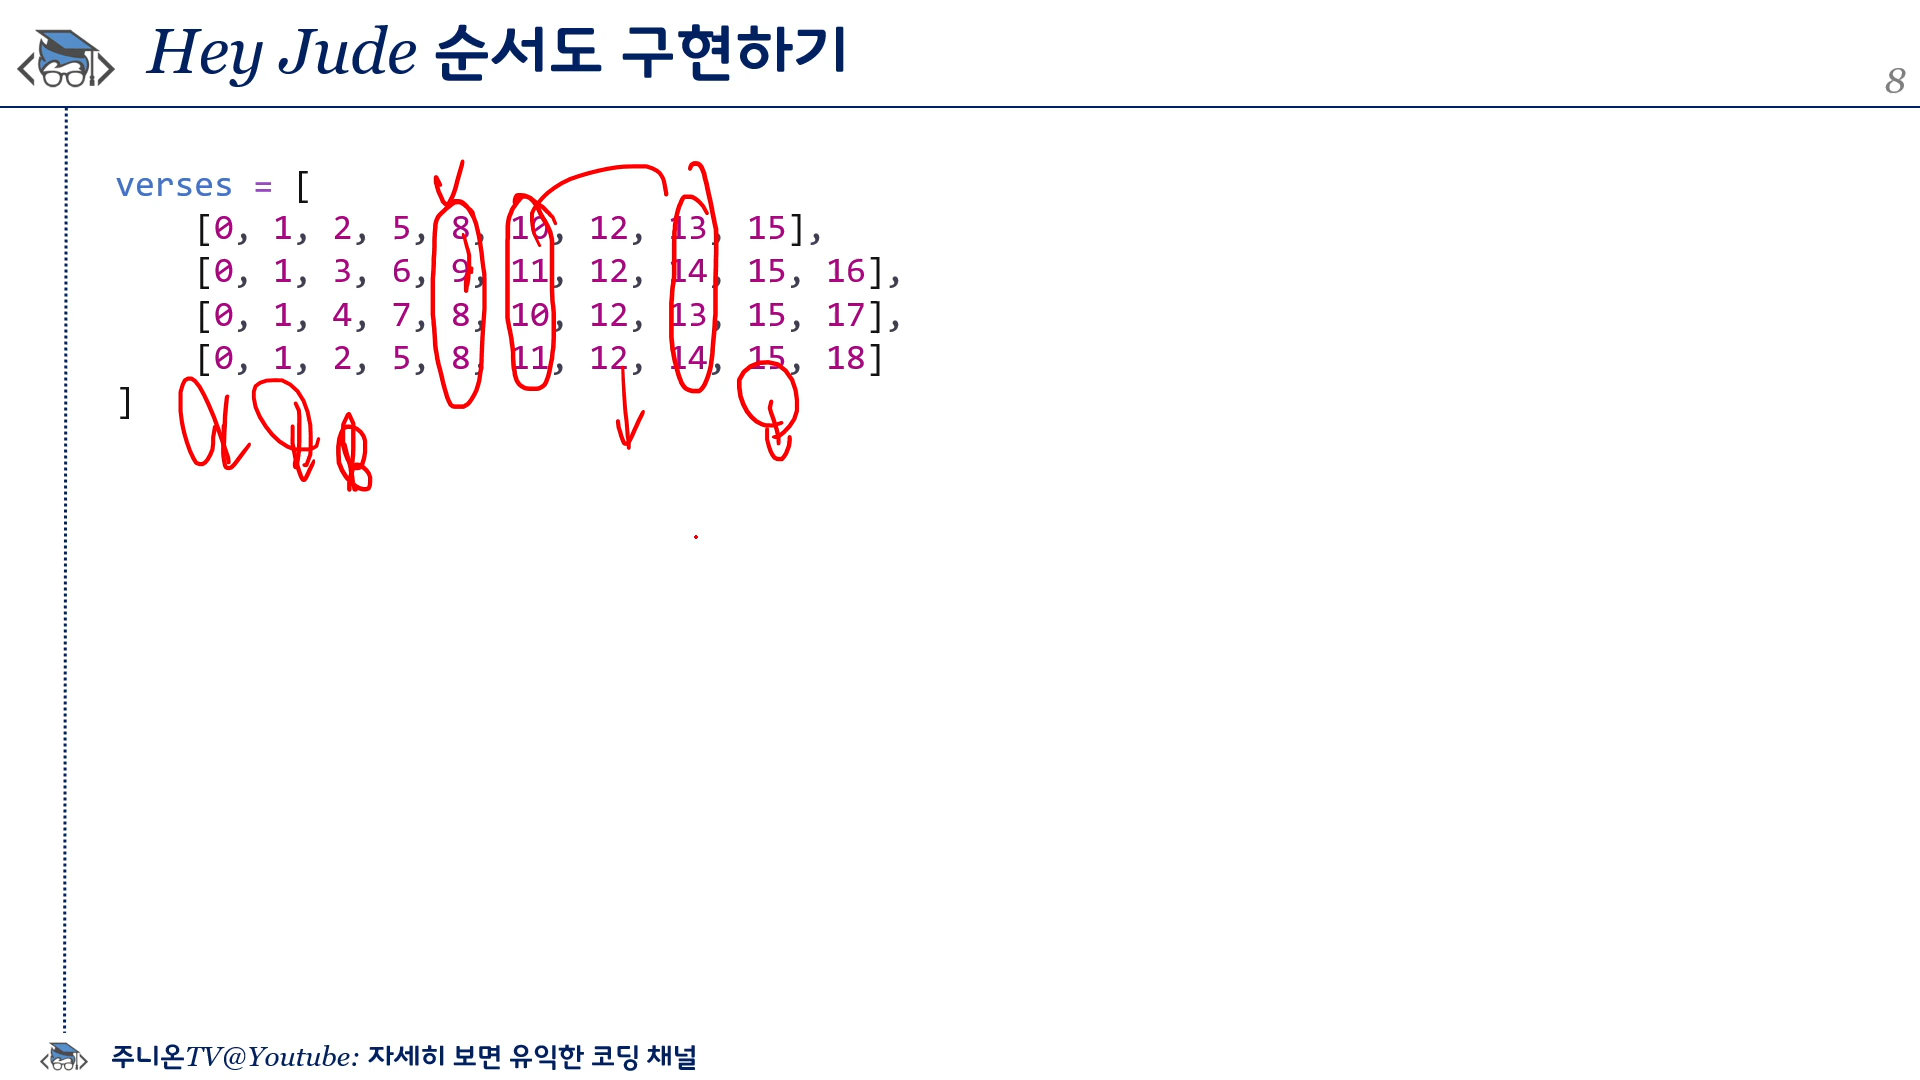 Hey Jude 순서도 구현하기
8
verses = [
[0, 1, 2, 5, 8, 10, 12, 13, 15],
[0, 1, 3, 6, 9, 11, 12, 14, 15, 16],
[0, 1, 4, 7, 8, 10, 12, 13, 15, 17],
[0, 1, 2, 5, 8, 11, 12, 14, 15, 18]
]
주니온TV@Youtube: 자세히 보면 유익한 코딩 채널